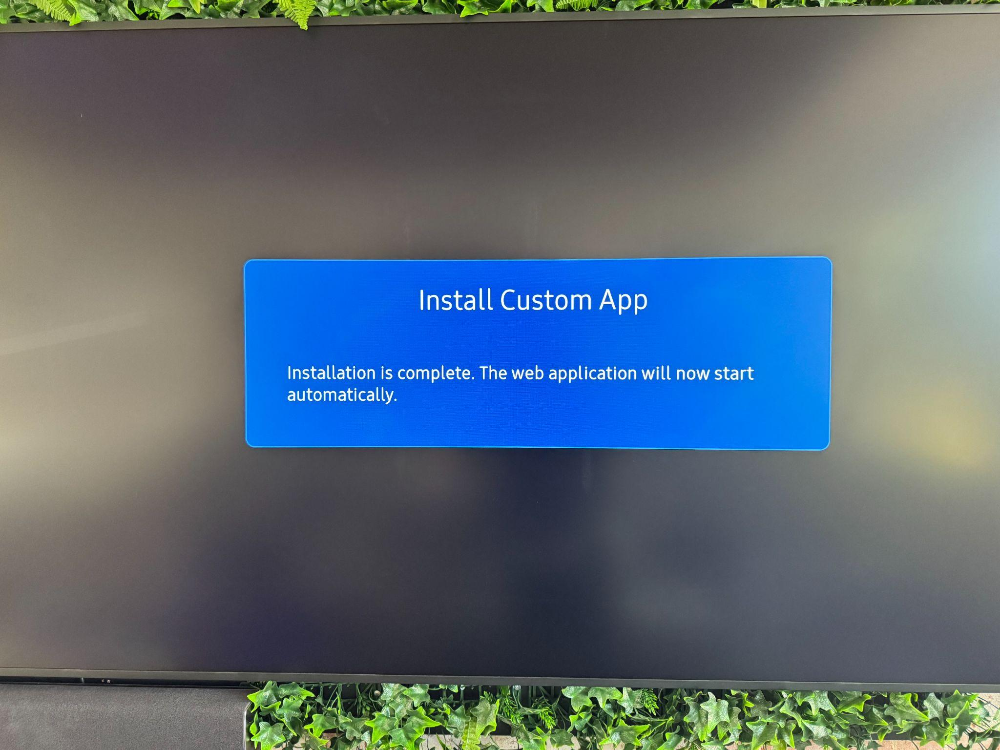 Install Custom App
Installation is complete. The web application will now start
automatically.